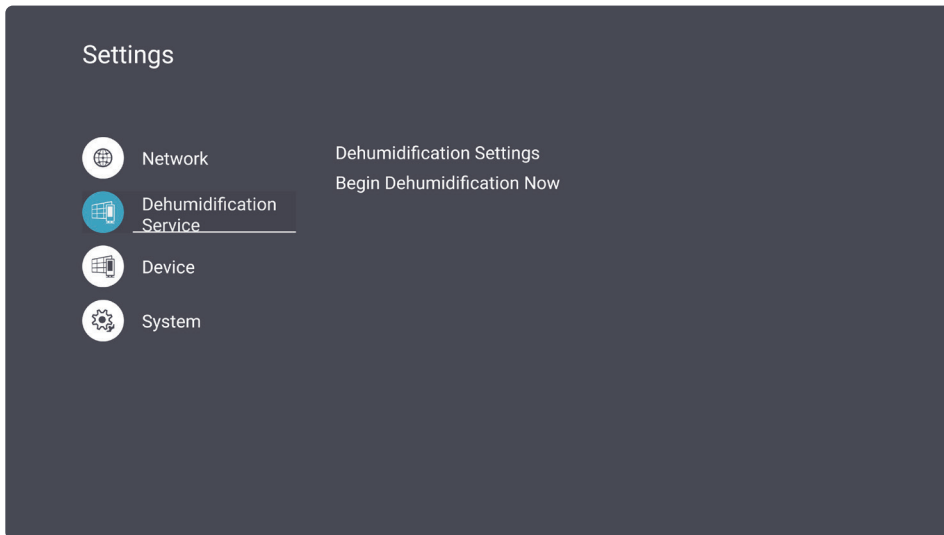 Settings
Network
Dehumidification
Service
Device
System
Dehumidification Settings
Begin Dehumidification Now